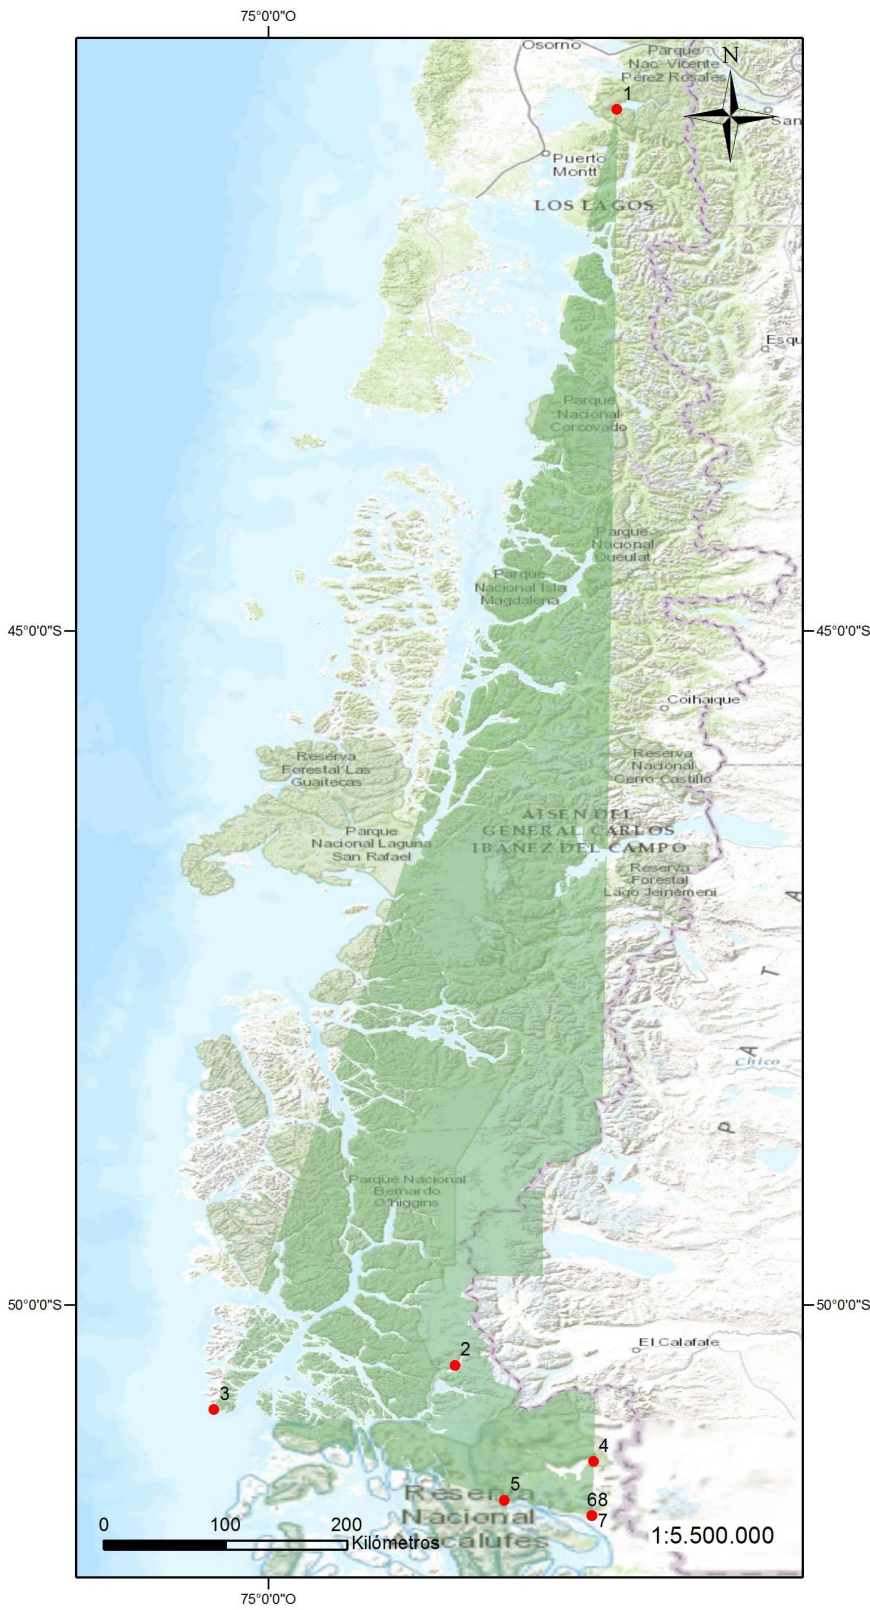 75°0'0"O
Osorno
Parque
Nac. Vicente
Pérez Rosales
N
1
San
Puerto
Montt
LOS LAGOS
Esqu
Parque
Nacional
Corcovado
Parque
Nacional
Queulat
Parque
Nacional Isla
Magdalena
45°0'0"S
45°0'0"S
Coihaique
Reserva
Forestal Las
Guaitecas
Reserva
Nacional
Cerro Castillo
AISEN DEL
GENERAL CARLOS
IBAÑEZ DEL CAMPO
Parque
Nacional Laguna
San Rafael
Reserva
Forestal
Lago Jeinemeni
P A T A
Chico
Parque Nacional
Bernardo
O'higgins
50°0'0"S
50°0'0"S
El Calafate
2
3
4
5
68
7
Reserva
Nacional
Alacalufes
0 100 200
Kilómetros
1:5.500.000
75°0'0"O